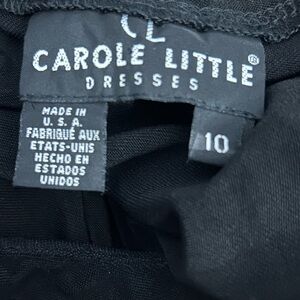 CL
CAROLE LITTLE®
DRESSES
MADE IN
U. S. A.
FABRIQUÉ AUX
ETATS-UNIS
HECHO EN
ESTADOS
UNIDOS
10